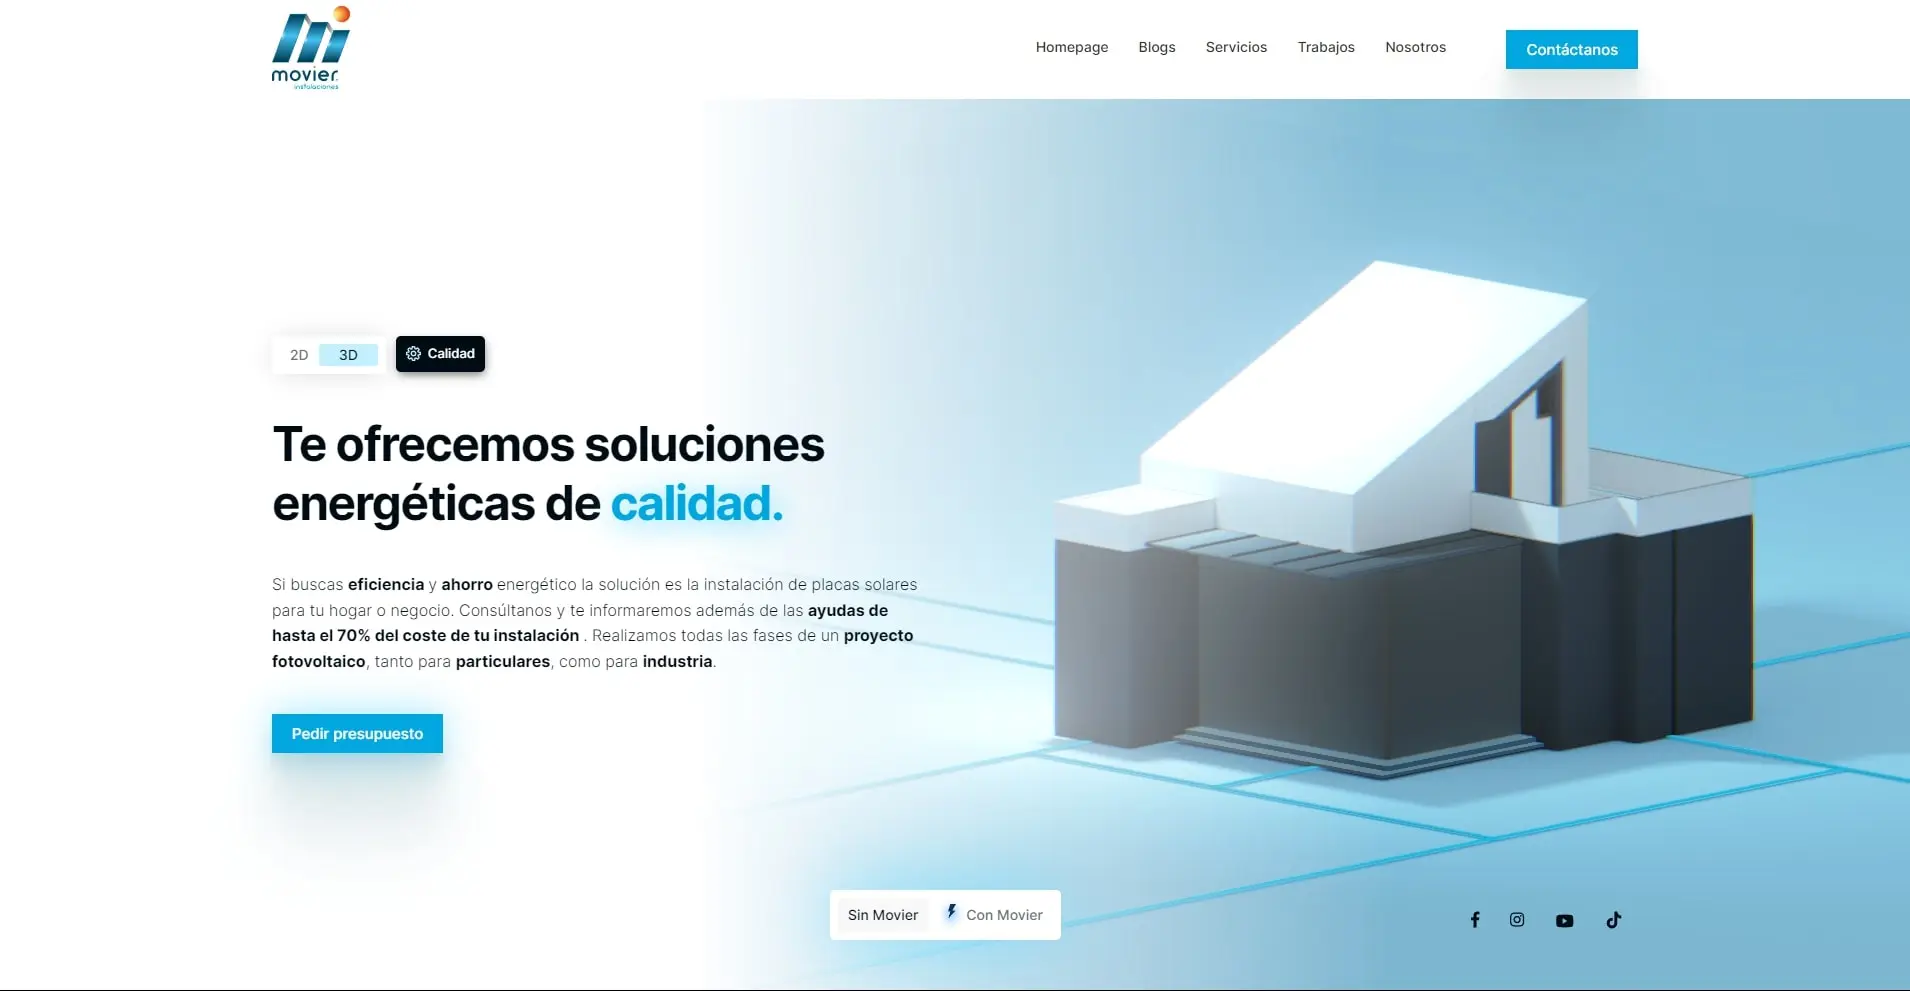 movier
instalaciones
Homepage
Blogs
Servicios
Trabajos
Nosotros
Contáctanos
2D
3D
Calidad
Te ofrecemos soluciones
energéticas de calidad.
Si buscas eficiencia y ahorro energético la solución es la instalación de placas solares
para tu hogar o negocio. Consúltanos y te informaremos además de las ayudas de
hasta el 70% del coste de tu instalación . Realizamos todas las fases de un proyecto
fotovoltaico, tanto para particulares, como para industria.
Pedir presupuesto
Sin Movier
Con Movier